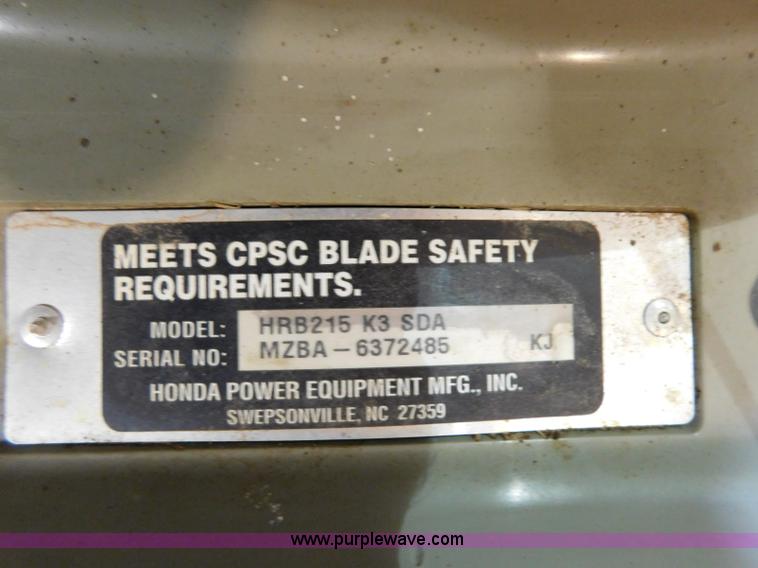 MEETS CPSC BLADE SAFETY
REQUIREMENTS.
MODEL: HRB215 K3 SDA
SERIAL NO: MZBA-6372485 KJ
HONDA POWER EQUIPMENT MFG., INC.
SWEPSONVILLE, NC 27359
www.purplewave.com